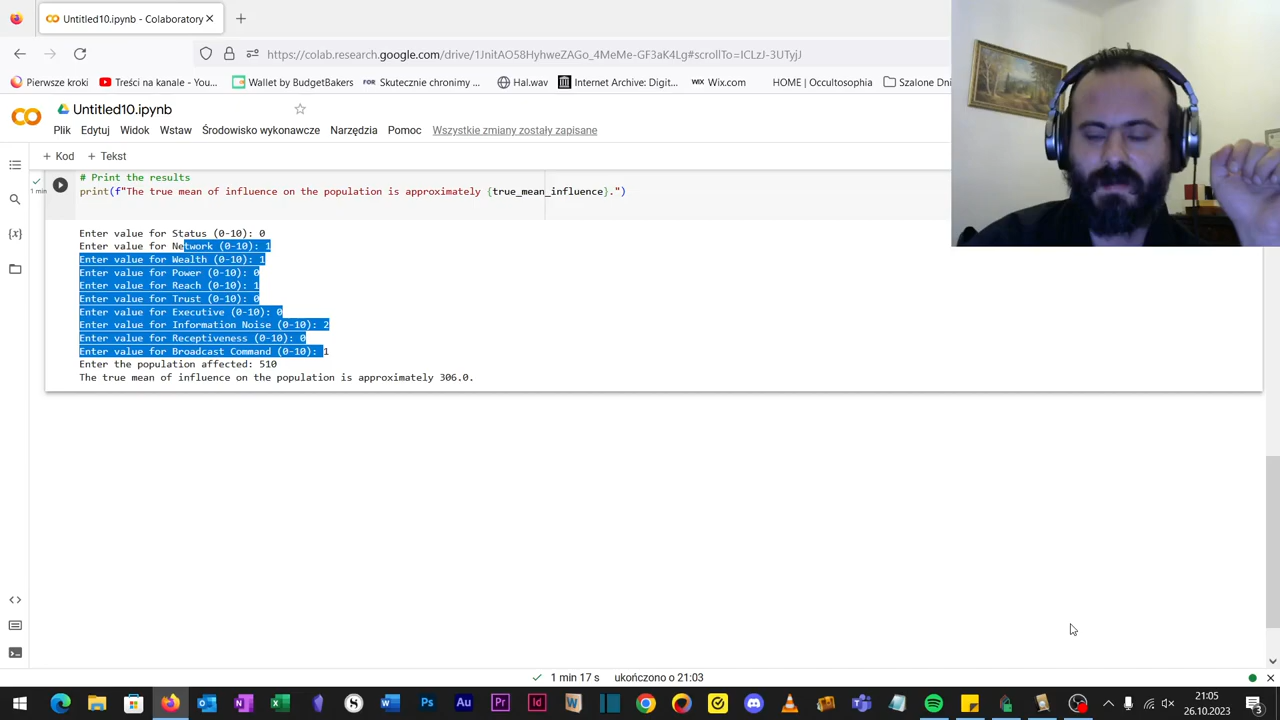 Untitled10.ipynb - Colaboratory
https://colab.research.google.com/drive/1JnitAO58HyhweZAGo_4MeMe-GF3aK4Lg#scrollTo=ICLzJ-3UTyjJ
Pierwsze kroki
Treści na kanale - You...
Wallet by BudgetBakers
FOR Skutecznie chronimy ...
Hal.wav
Internet Archive: Digit...
WIX Wix.com
HOME | Occultosophia
Szalone Dni
Untitled10.ipynb
Plik Edytuj Widok Wstaw Środowisko wykonawcze Narzędzia Pomoc Wszystkie zmiany zostały zapisane
+ Kod + Tekst
1 min
# Print the results
print(f"The true mean of influence on the population is approximately {true_mean_influence}.")
{x}
Enter value for Status (0-10): 0
Enter value for Network (0-10): 1
Enter value for Wealth (0-10): 1
Enter value for Power (0-10): 0
Enter value for Reach (0-10): 1
Enter value for Trust (0-10): 0
Enter value for Executive (0-10): 0
Enter value for Information Noise (0-10): 2
Enter value for Receptiveness (0-10): 0
Enter value for Broadcast Command (0-10): 1
Enter the population affected: 510
The true mean of influence on the population is approximately 306.0.
1 min 17 s ukończono o 21:03
21:05
26.10.2023
3